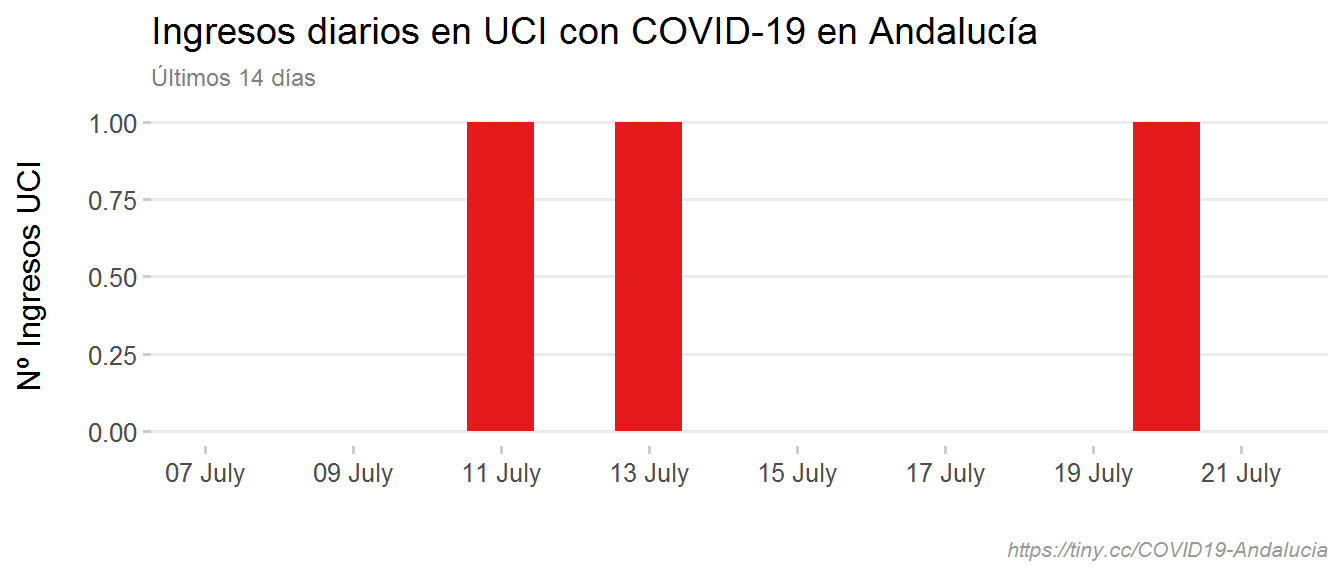 Ingresos diarios en UCI con COVID-19 en Andalucía
Últimos 14 días
Nº Ingresos UCI
1.00
0.75
0.50
0.25
0.00
07 July 09 July 11 July 13 July 15 July 17 July 19 July 21 July
https://tiny.cc/COVID19-Andalucia